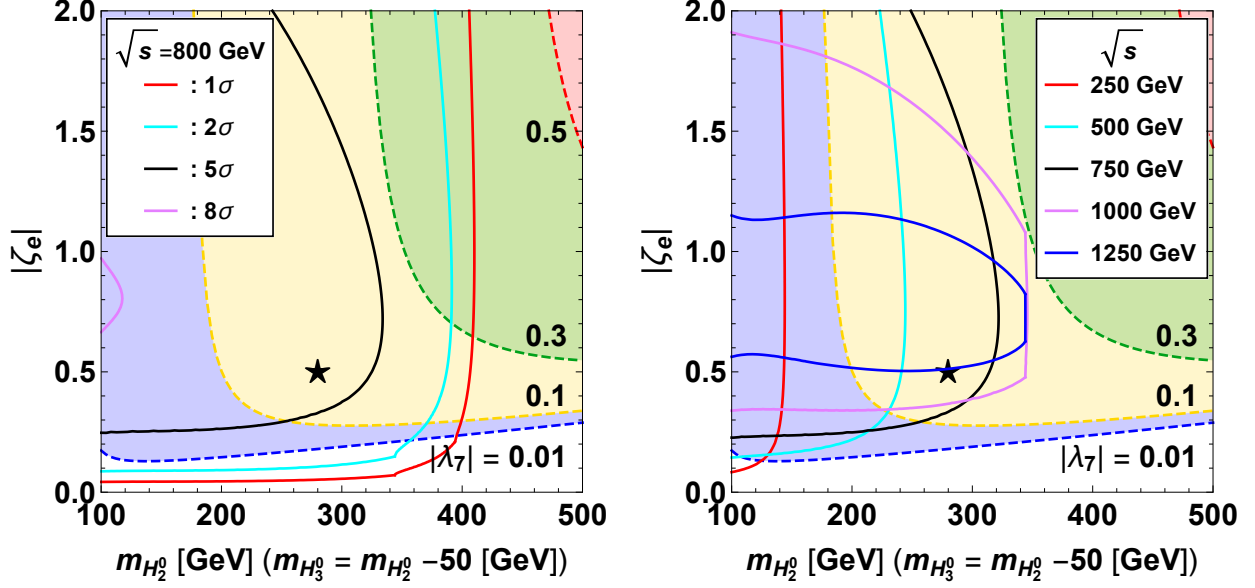 √s =800 GeV
: 1σ
: 2σ
: 5σ
: 8σ
|ζe|
2.0
1.5
1.0
0.5
0.0
0.5
0.3
0.1
|λ7| = 0.01
100 200 300 400 500
mH20 [GeV] (mH30 = mH20 −50 [GeV])
√s
250 GeV
500 GeV
750 GeV
1000 GeV
1250 GeV
|ζe|
2.0
1.5
1.0
0.5
0.0
0.3
0.1
|λ7| = 0.01
100 200 300 400 500
mH20 [GeV] (mH30 = mH20 −50 [GeV])